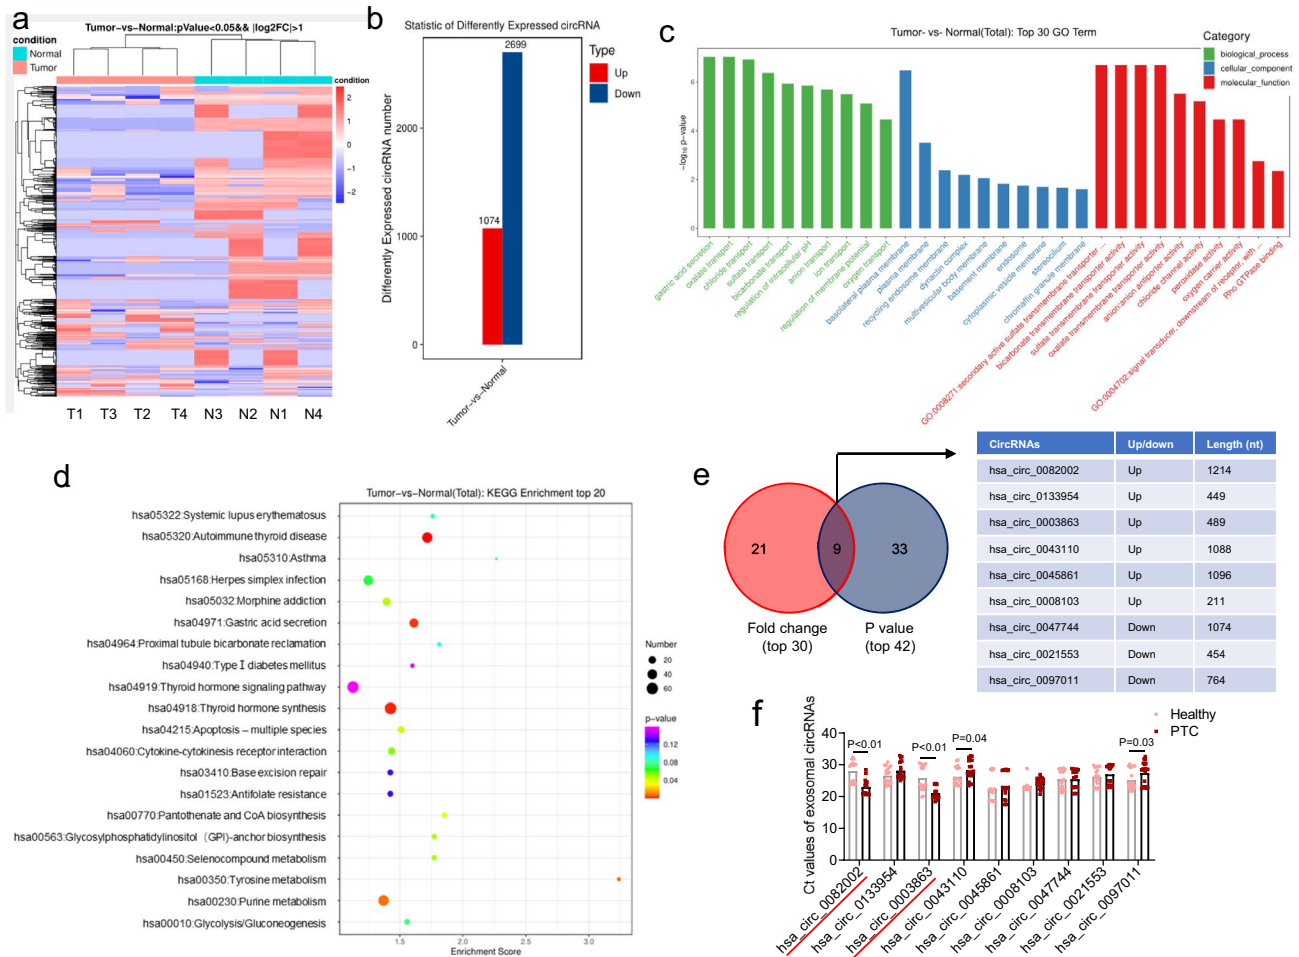 a
Tumor-vs-Normal:pValue<0.05&& |log2FC|>1
condition
Normal
Tumor
condition
2
1
0
−1
−2
T1 T3 T2 T4 N3 N2 N1 N4
b
Statistic of Differently Expressed circRNA
2699
1074
Type
Up
Down
Differently Expressed circRNA number
2000
1000
0
Tumor-vs-Normal
c
Tumor- vs- Normal(Total): Top 30 GO Term
Category
biological_process
cellular_component
molecular_function
−log10 p-value
6
4
2
0
gastric acid secretion
oxalate transport
chloride transport
sulfate transport
bicarbonate transport
regulation of intracellular pH
anion transport
ion transport
regulation of membrane potential
oxygen transport
basolateral plasma membrane
plasma membrane
recycling endosome membrane
dynactin complex
multivesicular body membrane
basement membrane
endosome
cytoplasmic vesicle membrane
stereocilium
chromaffin granule membrane
GO:0008271:secondary active sulfate transmembrane transporter ...
bicarbonate transmembrane transporter activity
sulfate transmembrane transporter activity
oxalate transmembrane transporter activity
anion:anion antiporter activity
chloride channel activity
peroxidase activity
oxygen carrier activity
GO:0004702:signal transducer, downstream of receptor, with ...
Rho GTPase binding
d
Tumor-vs-Normal(Total): KEGG Enrichment top 20
hsa05322:Systemic lupus erythematosus
hsa05320:Autoimmune thyroid disease
hsa05310:Asthma
hsa05168:Herpes simplex infection
hsa05032:Morphine addiction
hsa04971:Gastric acid secretion
hsa04964:Proximal tubule bicarbonate reclamation
hsa04940:Type I diabetes mellitus
hsa04919:Thyroid hormone signaling pathway
hsa04918:Thyroid hormone synthesis
hsa04215:Apoptosis – multiple species
hsa04060:Cytokine-cytokinesis receptor interaction
hsa03410:Base excision repair
hsa01523:Antifolate resistance
hsa00770:Pantothenate and CoA biosynthesis
hsa00563:Glycosylphosphatidylinositol (GPI)-anchor biosynthesis
hsa00450:Selenocompound metabolism
hsa00350:Tyrosine metabolism
hsa00230:Purine metabolism
hsa00010:Glycolysis/Gluconeogenesis
1.5 2.0 2.5 3.0
Enrichment Score
Number
20
40
60
p-value
0.12
0.08
0.04
e
21 9 33
Fold change
(top 30)
P value
(top 42)
CircRNAs Up/down Length (nt)
hsa_circ_0082002 Up 1214
hsa_circ_0133954 Up 449
hsa_circ_0003863 Up 489
hsa_circ_0043110 Up 1088
hsa_circ_0045861 Up 1096
hsa_circ_0008103 Up 211
hsa_circ_0047744 Down 1074
hsa_circ_0021553 Down 454
hsa_circ_0097011 Down 764
f
Healthy
PTC
Ct values of exosomal circRNAs
40
30
20
10
0
P<0.01 P<0.01 P=0.04 P=0.03
hsa_circ_0082002
hsa_circ_0133954
hsa_circ_0003863
hsa_circ_0043110
hsa_circ_0045861
hsa_circ_0008103
hsa_circ_0047744
hsa_circ_0021553
hsa_circ_0097011